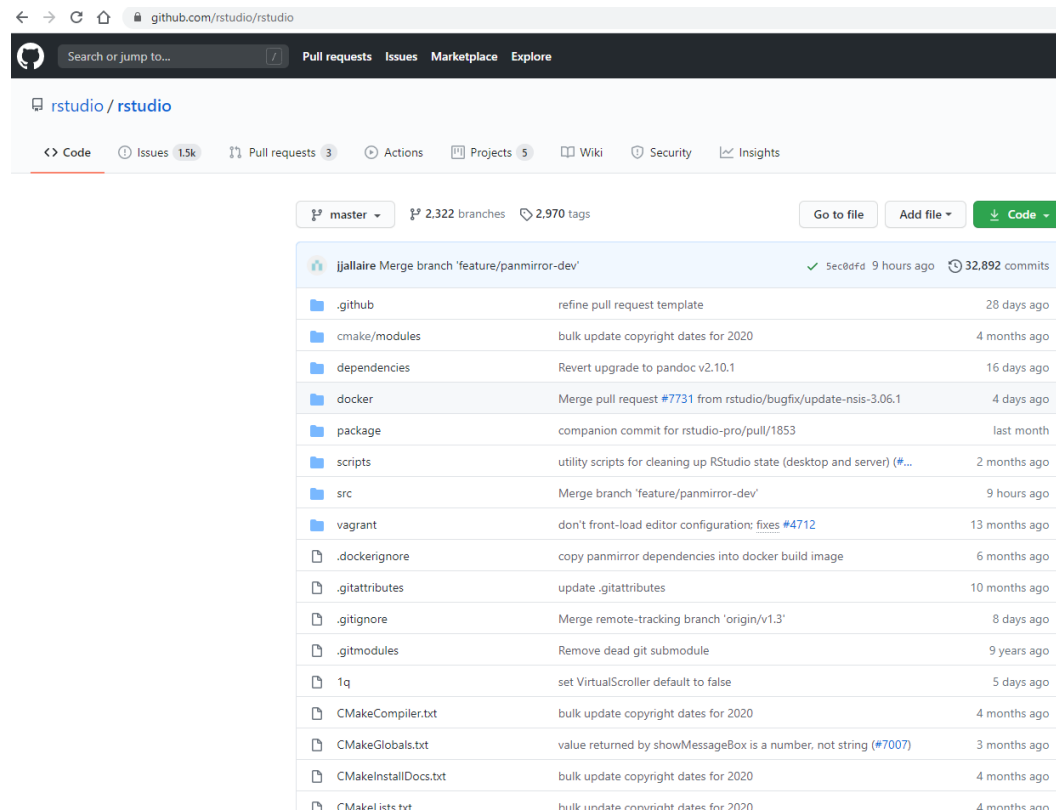 github.com/rstudio/rstudio
Search or jump to... / Pull requests Issues Marketplace Explore
rstudio / rstudio
Code Issues 1.5k Pull requests 3 Actions Projects 5 Wiki Security Insights
master 2,322 branches 2,970 tags Go to file Add file Code
jjallaire Merge branch 'feature/panmirror-dev' 5ec0dfd 9 hours ago 32,892 commits
.github refine pull request template 28 days ago
cmake/modules bulk update copyright dates for 2020 4 months ago
dependencies Revert upgrade to pandoc v2.10.1 16 days ago
docker Merge pull request #7731 from rstudio/bugfix/update-nsis-3.06.1 4 days ago
package companion commit for rstudio-pro/pull/1853 last month
scripts utility scripts for cleaning up RStudio state (desktop and server) (#... 2 months ago
src Merge branch 'feature/panmirror-dev' 9 hours ago
vagrant don't front-load editor configuration; fixes #4712 13 months ago
.dockerignore copy panmirror dependencies into docker build image 6 months ago
.gitattributes update .gitattributes 10 months ago
.gitignore Merge remote-tracking branch 'origin/v1.3' 8 days ago
.gitmodules Remove dead git submodule 9 years ago
1q set VirtualScroller default to false 5 days ago
CMakeCompiler.txt bulk update copyright dates for 2020 4 months ago
CMakeGlobals.txt value returned by showMessageBox is a number, not string (#7007) 3 months ago
CMakeInstallDocs.txt bulk update copyright dates for 2020 4 months ago
CMakeLists.txt bulk update copyright dates for 2020 4 months ago